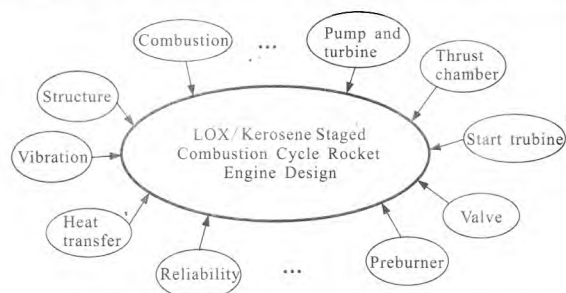 Combustion
...
Pump and
turbine
Thrust
chamber
Structure
Start trubine
LOX/Kerosene Staged
Combustion Cycle Rocket
Engine Design
Vibration
Valve
Heat
transfer
Reliability
...
Preburner